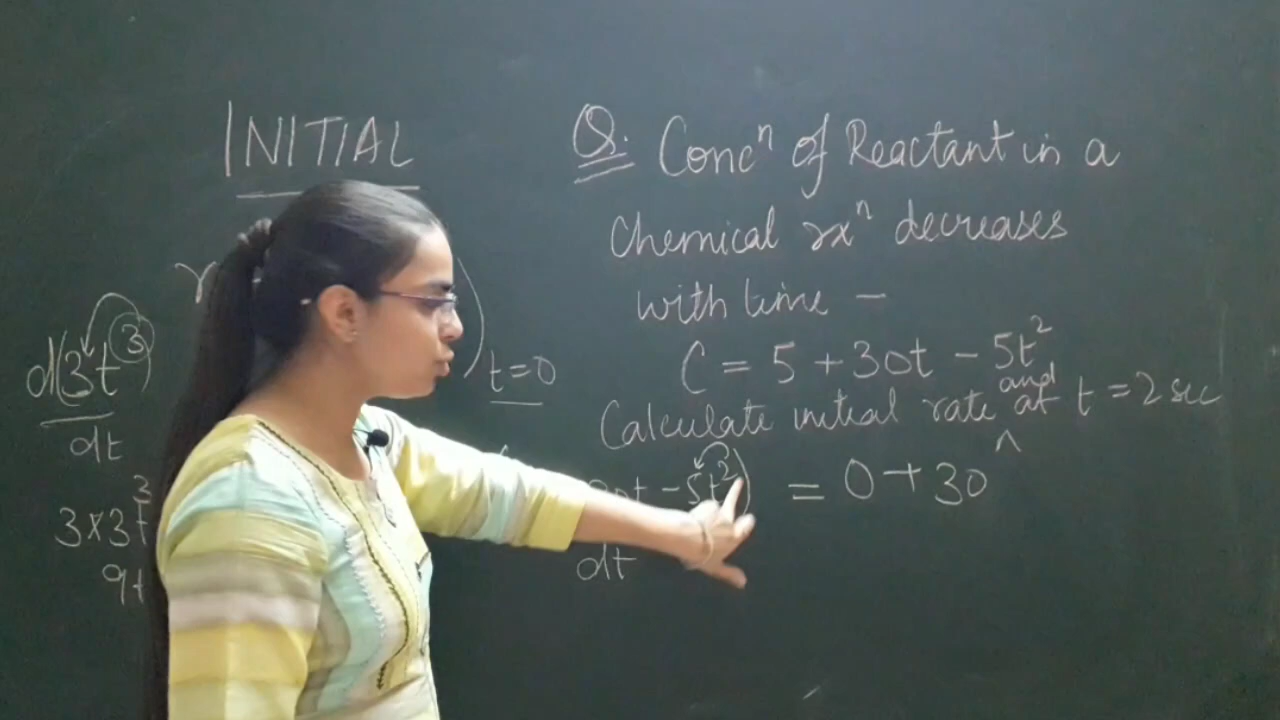 INITIAL
t=0
d(3t³)
dt
3×3t
9t
Q. Concⁿ of Reactant in a
Chemical rxⁿ decreases
with time –
C = 5 + 30t – 5t²
Calculate initial rate and at t = 2 sec
– 5t²) = 0 + 30
dt